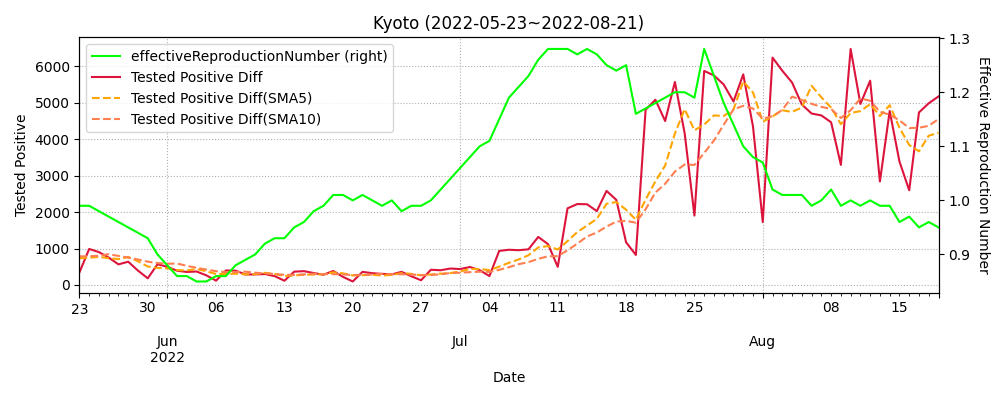 Kyoto (2022-05-23~2022-08-21)
effectiveReproductionNumber (right)
Tested Positive Diff
Tested Positive Diff(SMA5)
Tested Positive Diff(SMA10)
Tested Positive
6000
5000
4000
3000
2000
1000
0
1.3
1.2
1.1
1.0
0.9
Effective Reproduction Number
23 30 06 13 20 27 04 11 18 25 08 15
Jun Jul Aug
2022
Date